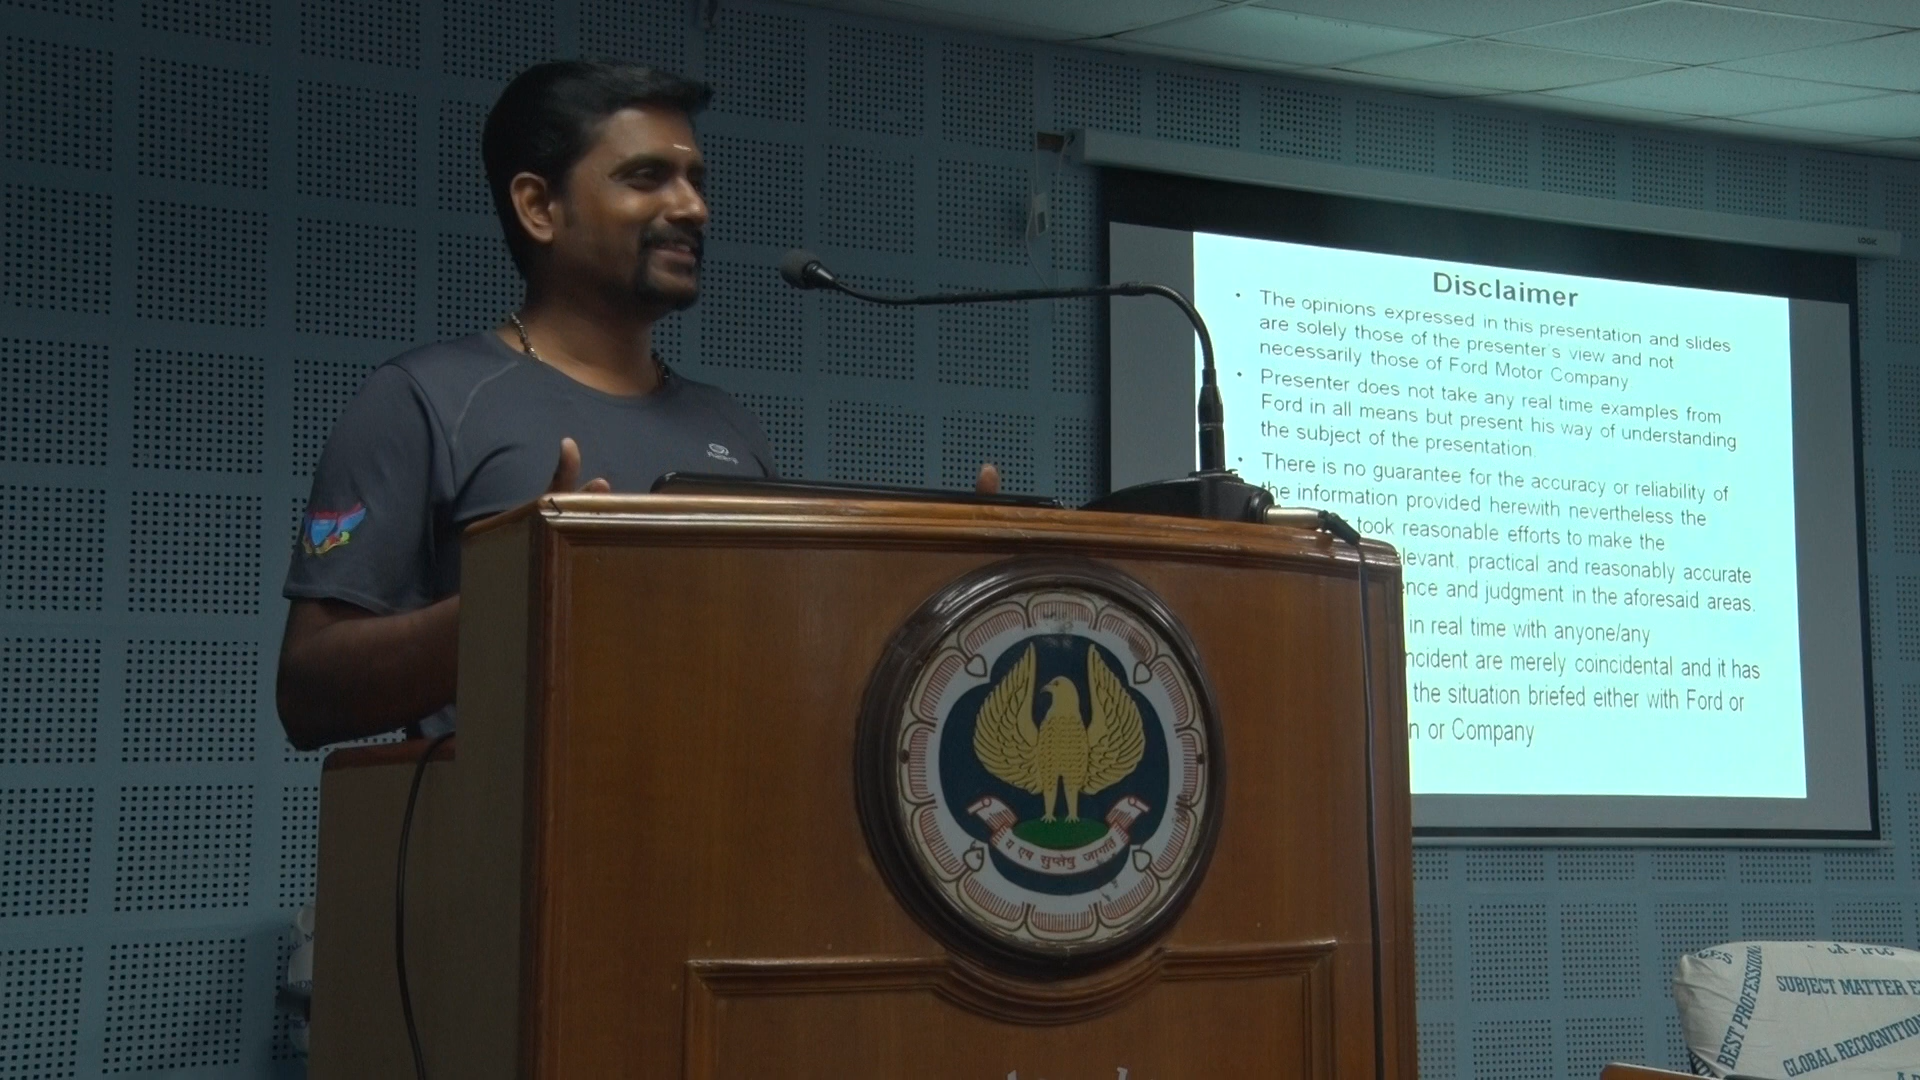 LOGIC
Disclaimer
• The opinions expressed in this presentation and slides
are solely those of the presenter's view and not
necessarily those of Ford Motor Company
• Presenter does not take any real time examples from
Ford in all means but present his way of understanding
the subject of the presentation.
• There is no guarantee for the accuracy or reliability of
the information provided herewith nevertheless the
took reasonable efforts to make the
elevant, practical and reasonably accurate
ence and judgment in the aforesaid areas.
in real time with anyone/any
ncident are merely coincidental and it has
the situation briefed either with Ford or
n or Company
य एष सुप्तेषु जागर्ति
BEST PROFESSION
SUBJECT MATTER E
GLOBAL RECOGNITION